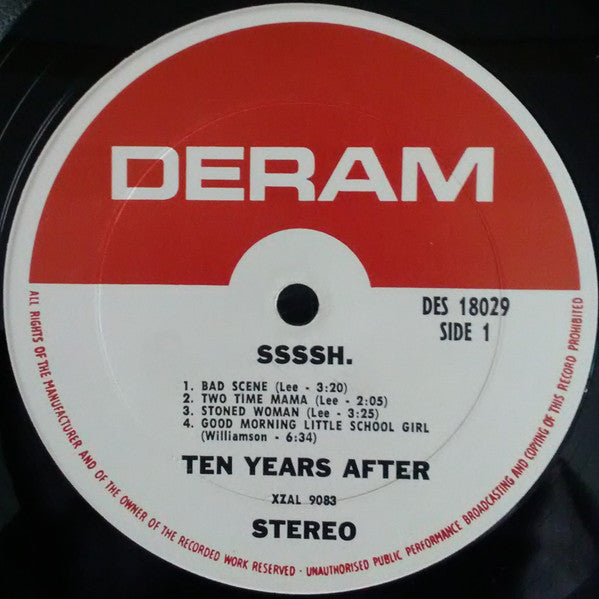 DERAM
DES 18029
SIDE 1
SSSSH.
1. BAD SCENE (Lee - 3:20)
2. TWO TIME MAMA (Lee - 2:05)
3. STONED WOMAN (Lee - 3:25)
4. GOOD MORNING LITTLE SCHOOL GIRL
(Williamson - 6:34)
TEN YEARS AFTER
XZAL 9083
STEREO
ALL RIGHTS OF THE MANUFACTURER AND OF THE OWNER OF THE RECORDED WORK RESERVED - UNAUTHORISED PUBLIC PERFORMANCE BROADCASTING AND COPYING OF THIS RECORD PROHIBITED